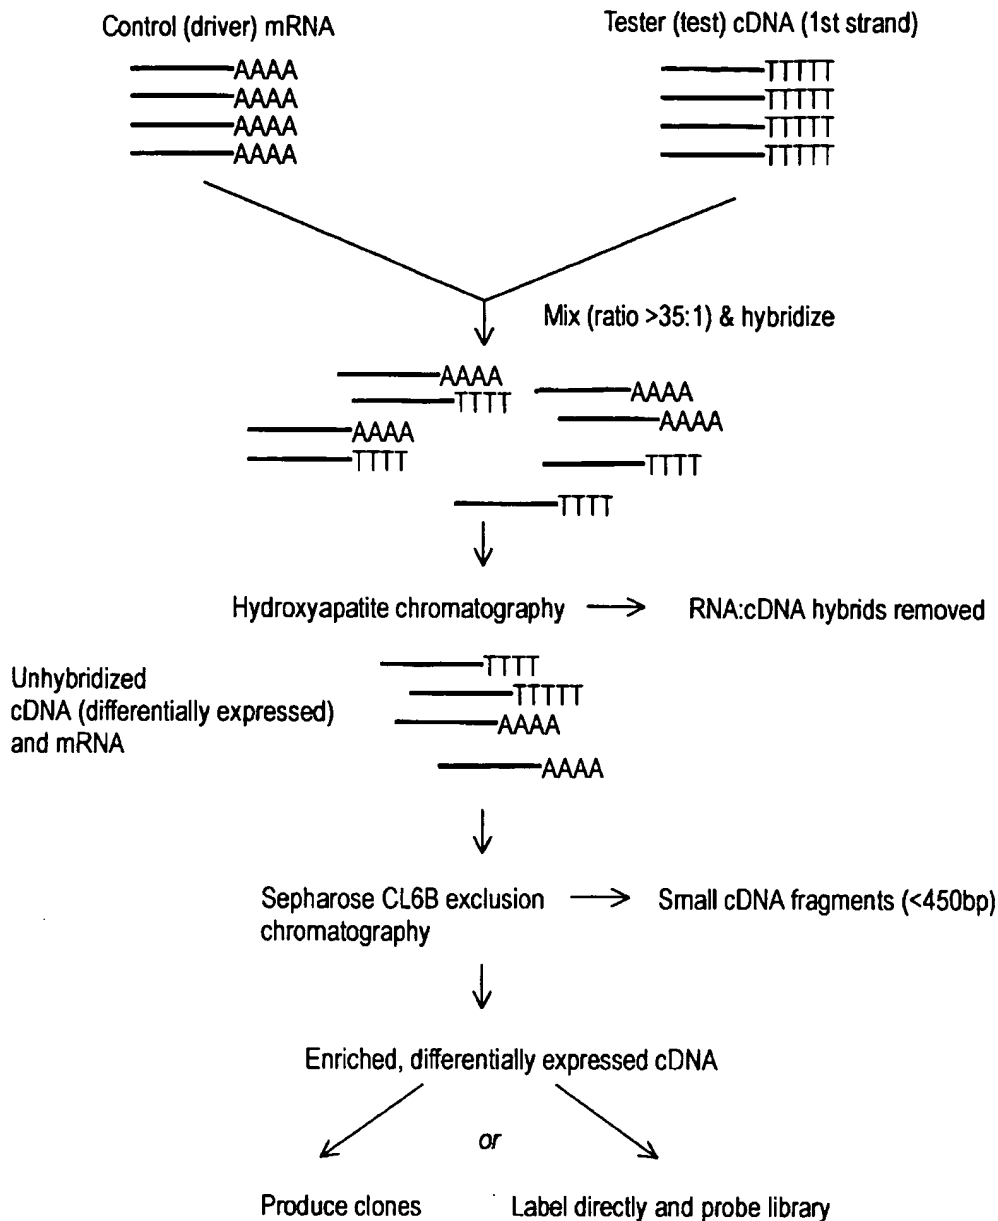 Control (driver) mRNA
Tester (test) cDNA (1st strand)
AAAA
AAAA
AAAA
AAAA
TTTTT
TTTTT
TTTTT
TTTTT
Mix (ratio >35:1) & hybridize
AAAA
TTTT
AAAA
AAAA
AAAA
TTTT
TTTT
TTTT
Hydroxyapatite chromatography
RNA:cDNA hybrids removed
Unhybridized
cDNA (differentially expressed)
and mRNA
TTTT
TTTTT
AAAA
AAAA
Sepharose CL6B exclusion
chromatography
Small cDNA fragments (<450bp)
Enriched, differentially expressed cDNA
or
Produce clones
Label directly and probe library